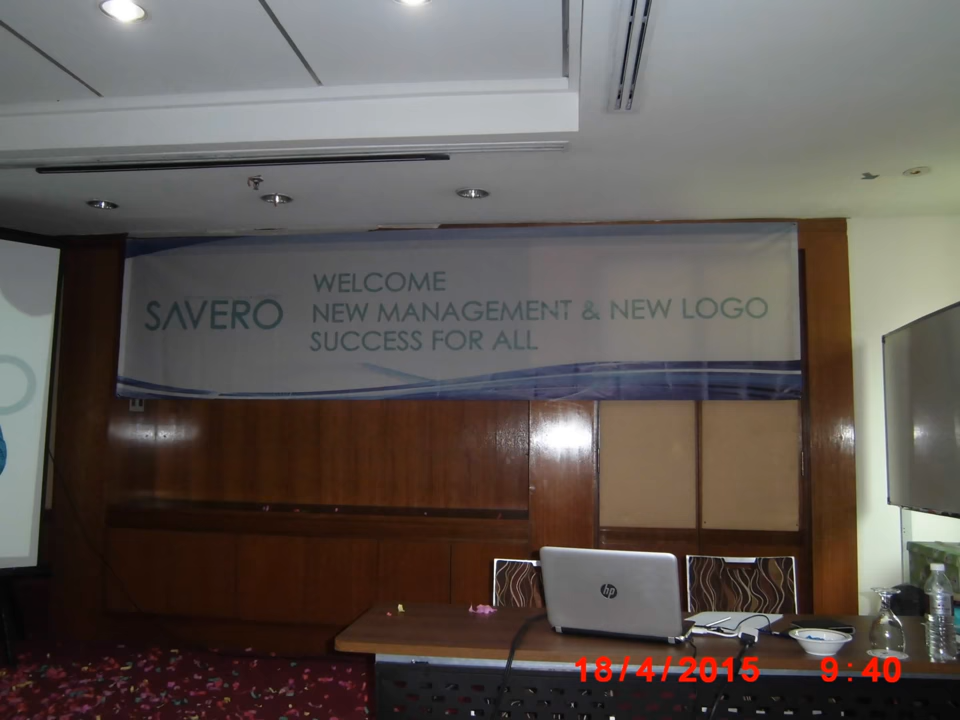 SAVERO
WELCOME
NEW MANAGEMENT & NEW LOGO
SUCCESS FOR ALL
hp
18/4/2015 9:40